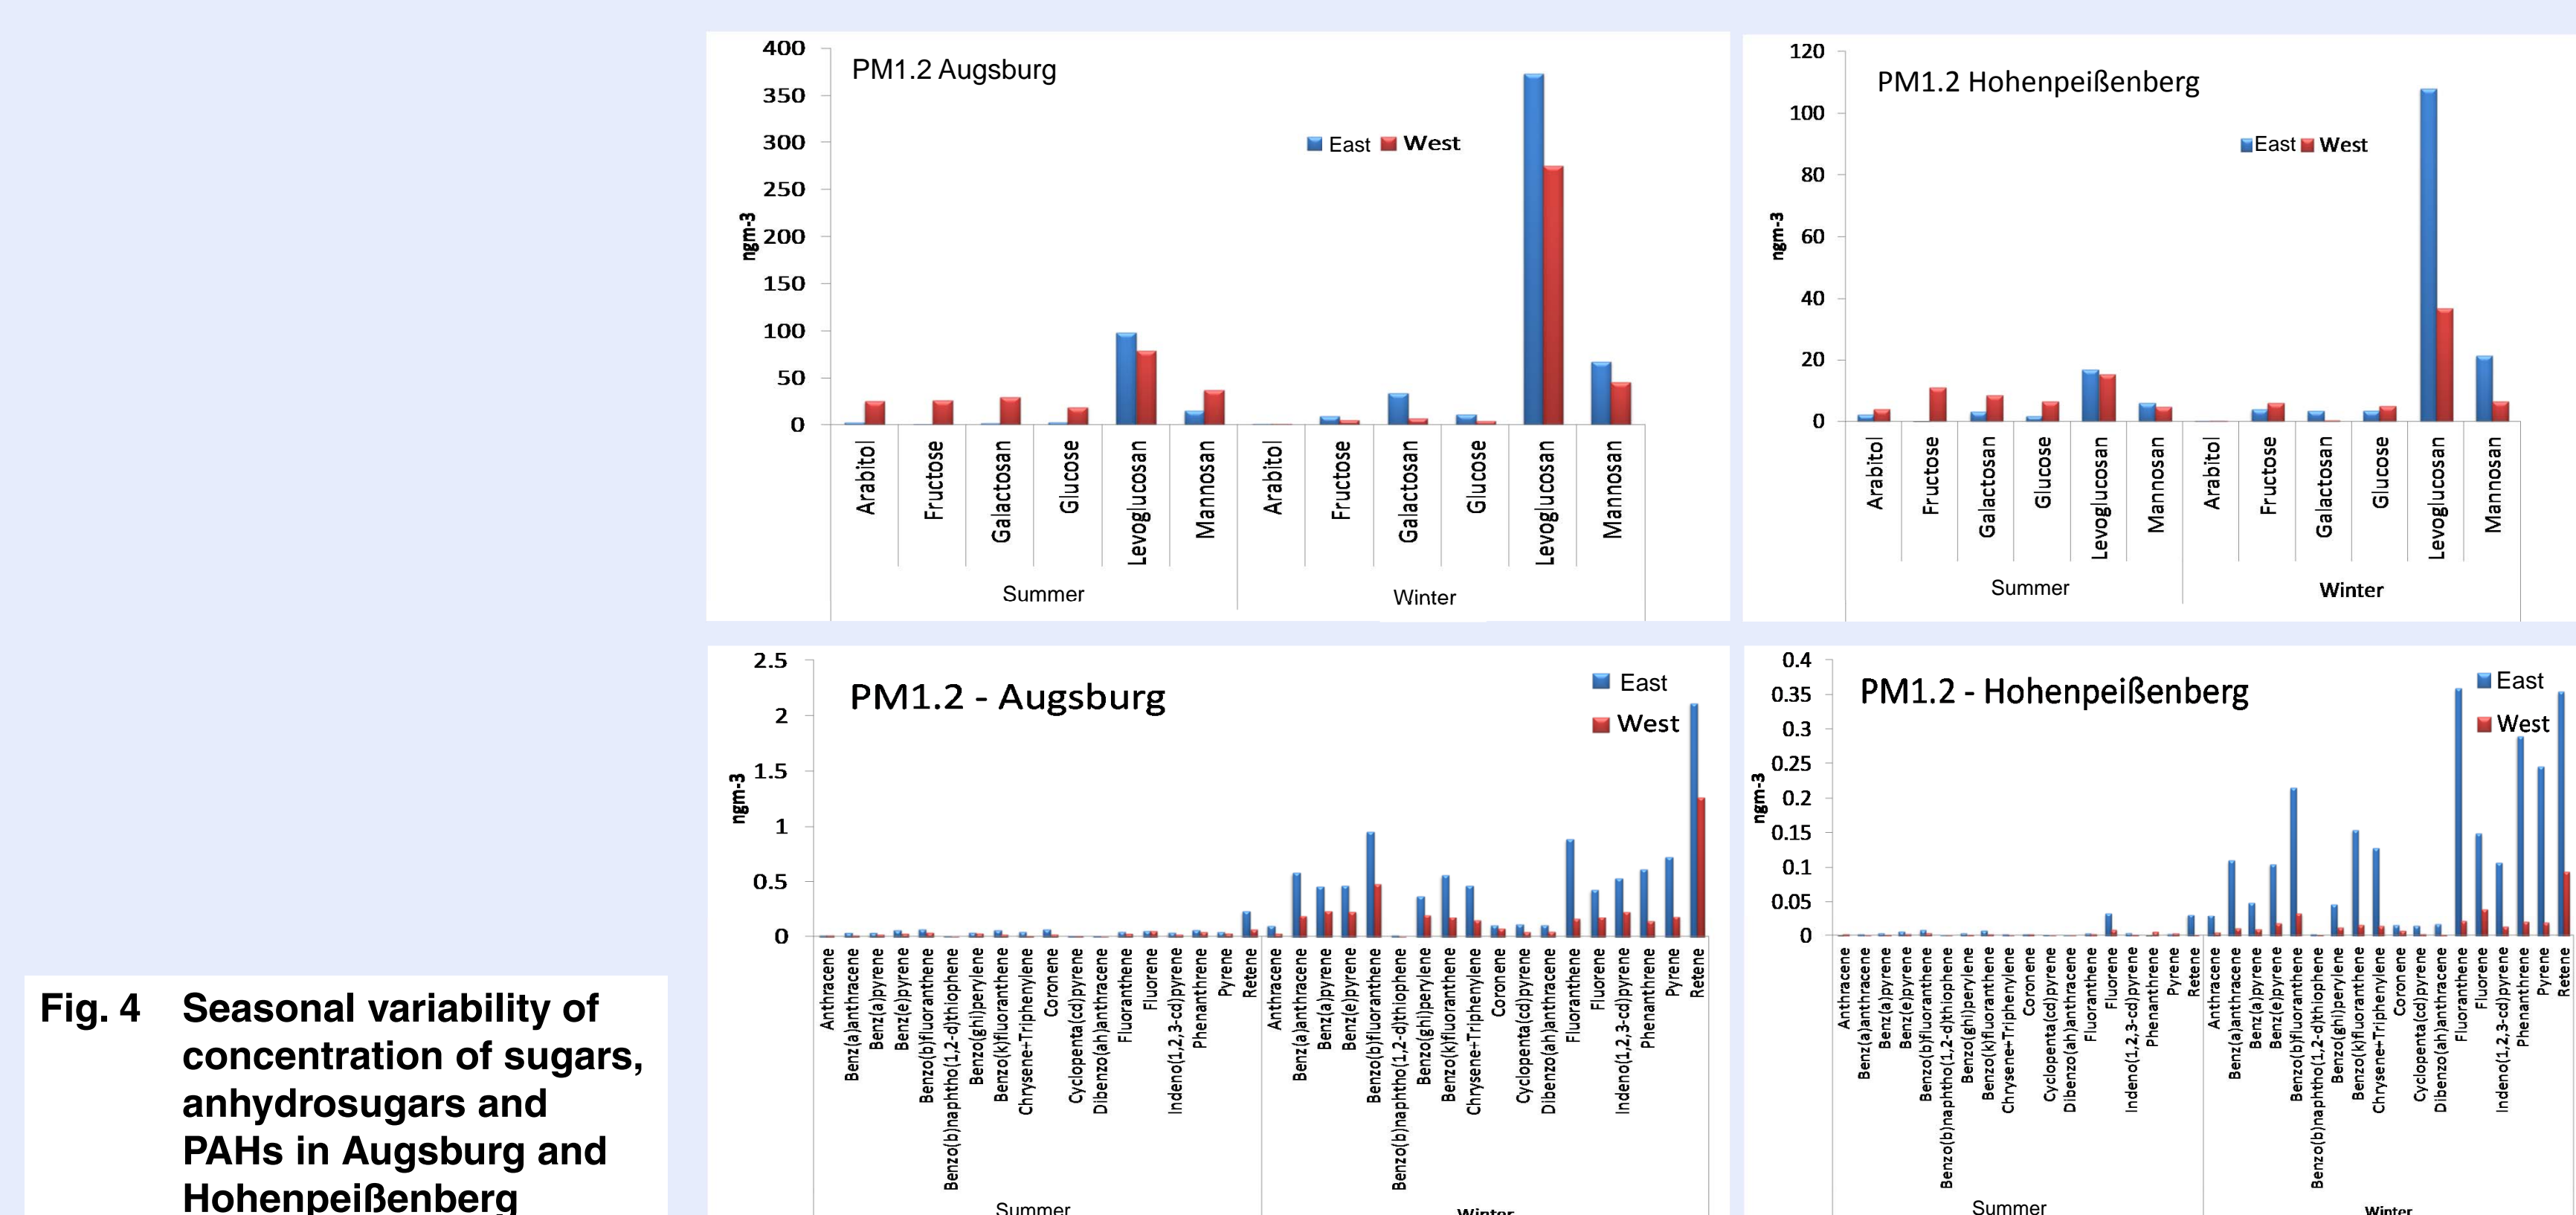 400
350
300
250
200
150
100
50
0
ngm-3
PM1.2 Augsburg
East West
Arabitol
Fructose
Galactosan
Glucose
Levoglucosan
Mannosan
Arabitol
Fructose
Galactosan
Glucose
Levoglucosan
Mannosan
Summer
Winter
120
100
80
60
40
20
0
ngm-3
PM1.2 Hohenpeißenberg
East West
Arabitol
Fructose
Galactosan
Glucose
Levoglucosan
Mannosan
Arabitol
Fructose
Galactosan
Glucose
Levoglucosan
Mannosan
Summer
Winter
2.5
2
1.5
1
0.5
0
ngm-3
PM1.2 - Augsburg
East
West
Anthracene
Benz(a)anthracene
Benz(a)pyrene
Benz(e)pyrene
Benzo(b)fluoranthene
Benzo(b)naphtho(1,2-d)thiophene
Benzo(ghi)perylene
Benzo(k)fluoranthene
Chrysene+Triphenylene
Coronene
Cyclopenta(cd)pyrene
Dibenzo(ah)anthracene
Fluoranthene
Fluorene
Indeno(1,2,3-cd)pyrene
Phenanthrene
Pyrene
Retene
Anthracene
Benz(a)anthracene
Benz(a)pyrene
Benz(e)pyrene
Benzo(b)fluoranthene
Benzo(b)naphtho(1,2-d)thiophene
Benzo(ghi)perylene
Benzo(k)fluoranthene
Chrysene+Triphenylene
Coronene
Cyclopenta(cd)pyrene
Dibenzo(ah)anthracene
Fluoranthene
Fluorene
Indeno(1,2,3-cd)pyrene
Phenanthrene
Pyrene
Retene
Summer
Winter
0.4
0.35
0.3
0.25
0.2
0.15
0.1
0.05
0
ngm-3
PM1.2 - Hohenpeißenberg
East
West
Anthracene
Benz(a)anthracene
Benz(a)pyrene
Benz(e)pyrene
Benzo(b)fluoranthene
Benzo(b)naphtho(1,2-d)thiophene
Benzo(ghi)perylene
Benzo(k)fluoranthene
Chrysene+Triphenylene
Coronene
Cyclopenta(cd)pyrene
Dibenzo(ah)anthracene
Fluoranthene
Fluorene
Indeno(1,2,3-cd)pyrene
Phenanthrene
Pyrene
Retene
Anthracene
Benz(a)anthracene
Benz(a)pyrene
Benz(e)pyrene
Benzo(b)fluoranthene
Benzo(b)naphtho(1,2-d)thiophene
Benzo(ghi)perylene
Benzo(k)fluoranthene
Chrysene+Triphenylene
Coronene
Cyclopenta(cd)pyrene
Dibenzo(ah)anthracene
Fluoranthene
Fluorene
Indeno(1,2,3-cd)pyrene
Phenanthrene
Pyrene
Retene
Summer
Winter
Fig. 4 Seasonal variability of
concentration of sugars,
anhydrosugars and
PAHs in Augsburg and
Hohenpeißenberg